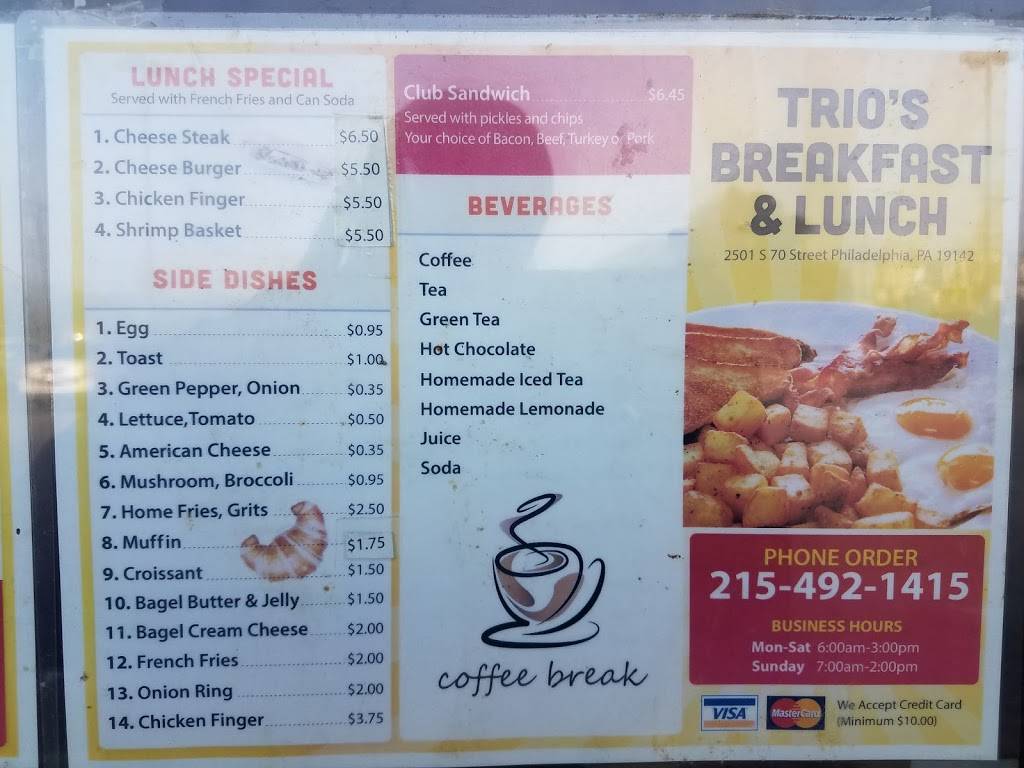 LUNCH SPECIAL
Served with French Fries and Can Soda
1. Cheese Steak $6.50
2. Cheese Burger $5.50
3. Chicken Finger $5.50
4. Shrimp Basket $5.50
SIDE DISHES
1. Egg $0.95
2. Toast $1.00
3. Green Pepper, Onion $0.35
4. Lettuce,Tomato $0.50
5. American Cheese $0.35
6. Mushroom, Broccoli $0.95
7. Home Fries, Grits $2.50
8. Muffin $1.75
9. Croissant $1.50
10. Bagel Butter & Jelly $1.50
11. Bagel Cream Cheese $2.00
12. French Fries $2.00
13. Onion Ring $2.00
14. Chicken Finger $3.75
Club Sandwich $6.45
Served with pickles and chips
Your choice of Bacon, Beef, Turkey or Pork
BEVERAGES
Coffee
Tea
Green Tea
Hot Chocolate
Homemade Iced Tea
Homemade Lemonade
Juice
Soda
coffee break
TRIO'S
BREAKFAST
& LUNCH
2501 S 70 Street Philadelphia, PA 19142
PHONE ORDER
215-492-1415
BUSINESS HOURS
Mon-Sat 6:00am-3:00pm
Sunday 7:00am-2:00pm
VISA MasterCard We Accept Credit Card
(Minimum $10.00)